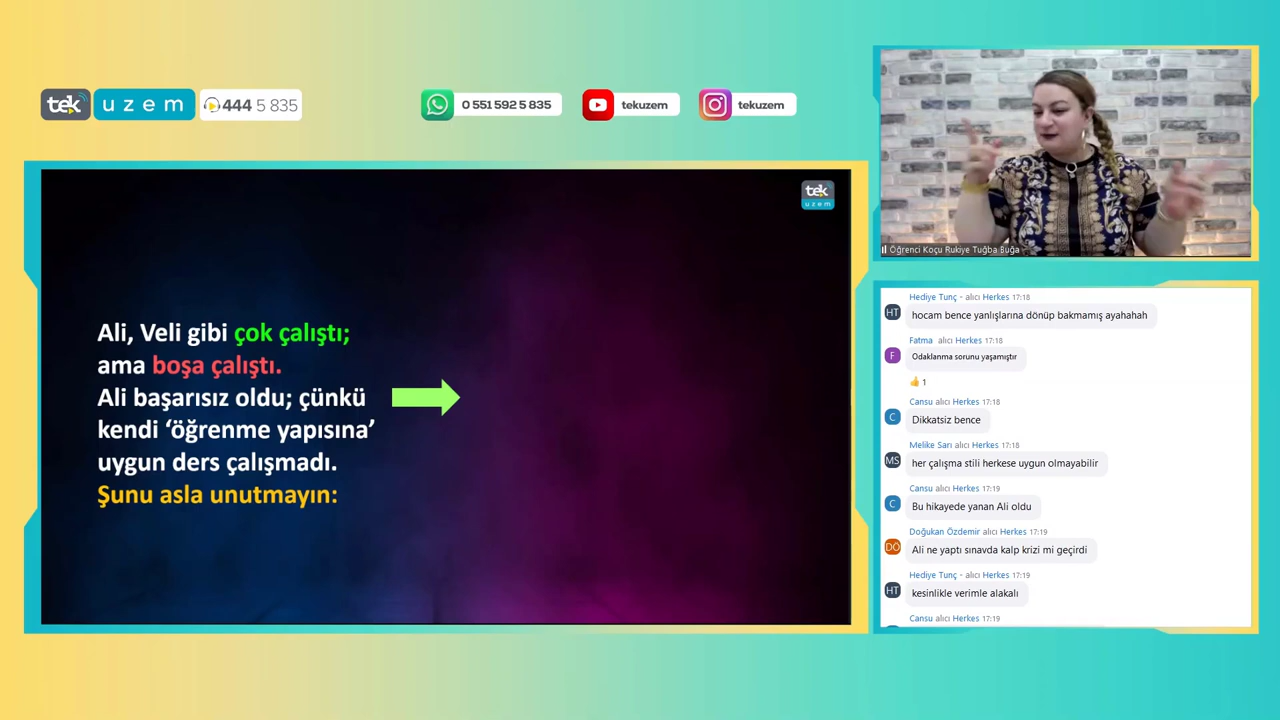 tek uzem 444 5 835
0 551 592 5 835
tekuzem
tekuzem
tek
uzem
Ali, Veli gibi çok çalıştı;
ama boşa çalıştı.
Ali başarısız oldu; çünkü
kendi ‘öğrenme yapısına’
uygun ders çalışmadı.
Şunu asla unutmayın:
Öğrenci Koçu Rukiye Tuğba Buğa
Hediye Tunç - alıcı Herkes 17:18
HT
hocam bence yanlışlarına dönüp bakmamış ayahahah
Fatma alıcı Herkes 17:18
F
Odaklanma sorunu yaşamıştır
👍 1
Cansu alıcı Herkes 17:18
C
Dikkatsiz bence
Melike Sarı alıcı Herkes 17:18
MS
her çalışma stili herkese uygun olmayabilir
Cansu alıcı Herkes 17:19
C
Bu hikayede yanan Ali oldu
Doğukan Özdemir alıcı Herkes 17:19
DÖ
Ali ne yaptı sınavda kalp krizi mi geçirdi
Hediye Tunç - alıcı Herkes 17:19
HT
kesinlikle verimle alakalı
Cansu alıcı Herkes 17:19